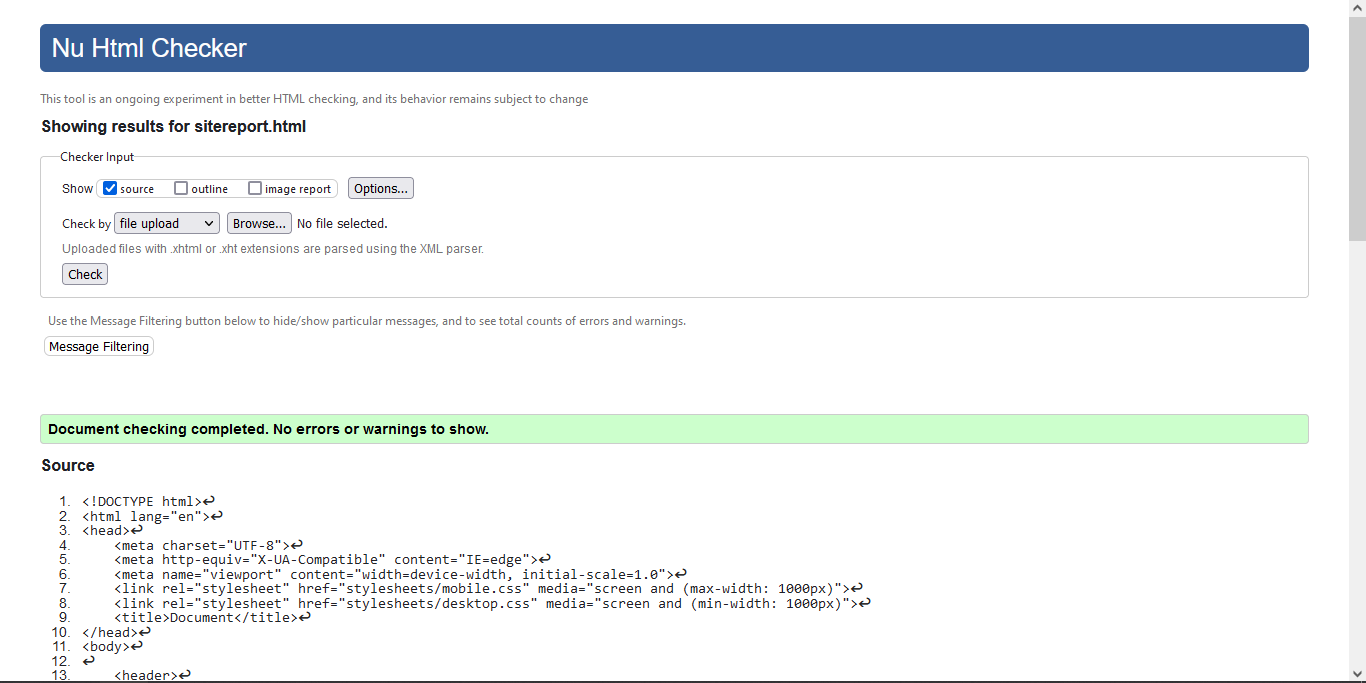 Nu Html Checker
This tool is an ongoing experiment in better HTML checking, and its behavior remains subject to change
Showing results for sitereport.html
Checker Input
Show source outline image report Options...
Check by file upload Browse... No file selected.
Uploaded files with .xhtml or .xht extensions are parsed using the XML parser.
Check
Use the Message Filtering button below to hide/show particular messages, and to see total counts of errors and warnings.
Message Filtering
Document checking completed. No errors or warnings to show.
Source
1. <!DOCTYPE html>↩
2. <html lang="en">↩
3. <head>↩
4. <meta charset="UTF-8">↩
5. <meta http-equiv="X-UA-Compatible" content="IE=edge">↩
6. <meta name="viewport" content="width=device-width, initial-scale=1.0">↩
7. <link rel="stylesheet" href="stylesheets/mobile.css" media="screen and (max-width: 1000px)">↩
8. <link rel="stylesheet" href="stylesheets/desktop.css" media="screen and (min-width: 1000px)">↩
9. <title>Document</title>↩
10. </head>↩
11. <body>↩
12. ↩
13. <header>↩